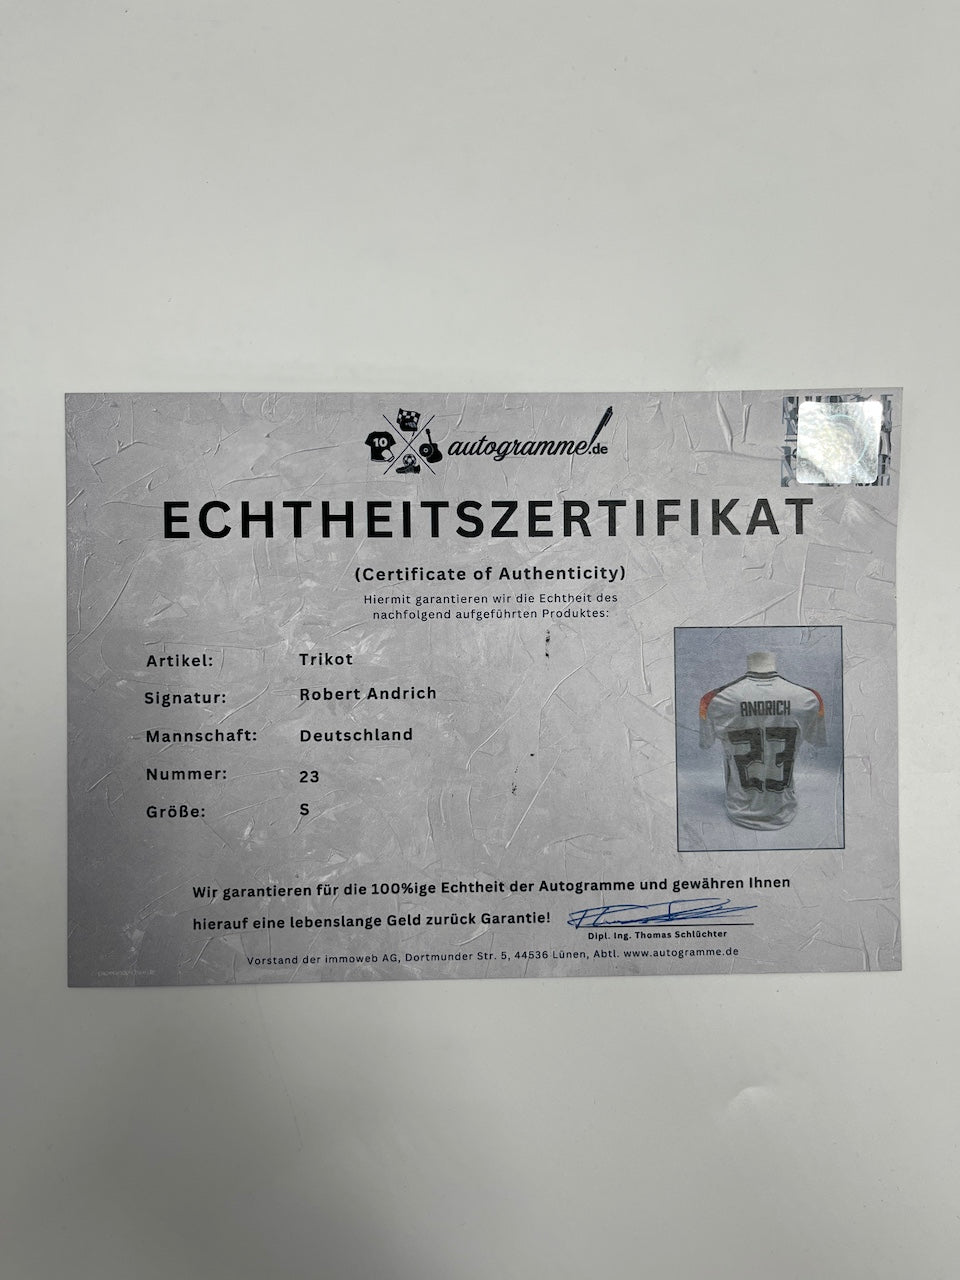 10
autogramme!.de
ECHTHEITSZERTIFIKAT
(Certificate of Authenticity)
Hiermit garantieren wir die Echtheit des
nachfolgend aufgeführten Produktes:
Artikel: Trikot
Signatur: Robert Andrich
Mannschaft: Deutschland
Nummer: 23
Größe: S
ANDRICH
23
Wir garantieren für die 100%ige Echtheit der Autogramme und gewähren Ihnen
hierauf eine lebenslange Geld zurück Garantie!
Dipl. Ing. Thomas Schlüchter
Vorstand der immoweb AG, Dortmunder Str. 5, 44536 Lünen, Abtl. www.autogramme.de